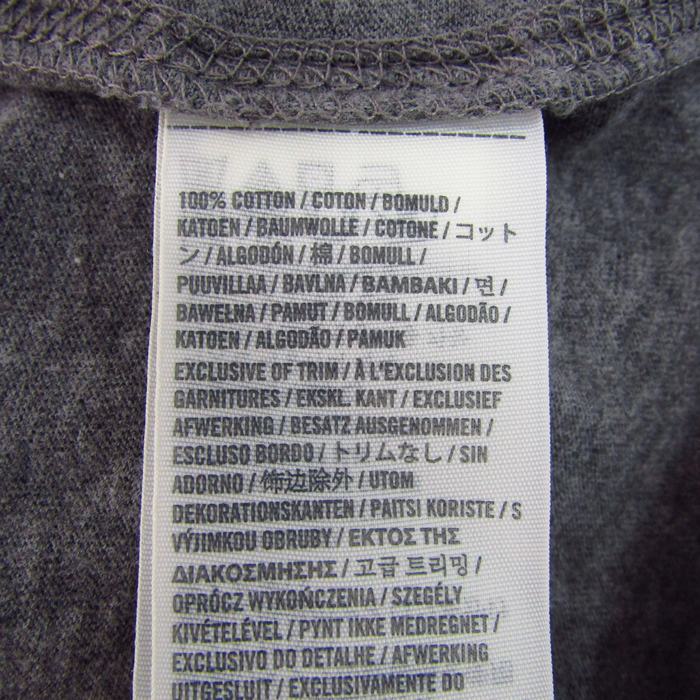 100% COTTON / COTON / BOMULD /
KATOEN / BAUMWOLLE / COTONE / コット
ン / ALGODÓN / 棉 / BOMULL /
PUUVILLAA / BAVLNA / BAMBAKI / 면 /
BAWEŁNA / PAMUT / BOMULL / ALGODÃO /
KATOEN / ALGODÃO / PAMUK
EXCLUSIVE OF TRIM / À L'EXCLUSION DES
GARNITURES / EKSKL. KANT / EXCLUSIEF
AFWERKING / BESATZ AUSGENOMMEN /
ESCLUSO BORDO / トリムなし / SIN
ADORNO / 饰边除外 / UTOM
DEKORATIONSKANTEN / PAITSI KORISTE / S
VÝJIMKOU OBRUBY / ΕΚΤΟΣ ΤΗΣ
ΔΙΑΚΟΣΜΗΣΗΣ / 고급 트리밍 /
OPRÓCZ WYKOŃCZENIA / SZEGÉLY
KIVÉTELÉVEL / PYNT IKKE MEDREGNET /
EXCLUSIVO DO DETALHE / AFWERKING
UITGESLUIT / EXCLUSIVAMENTE DO